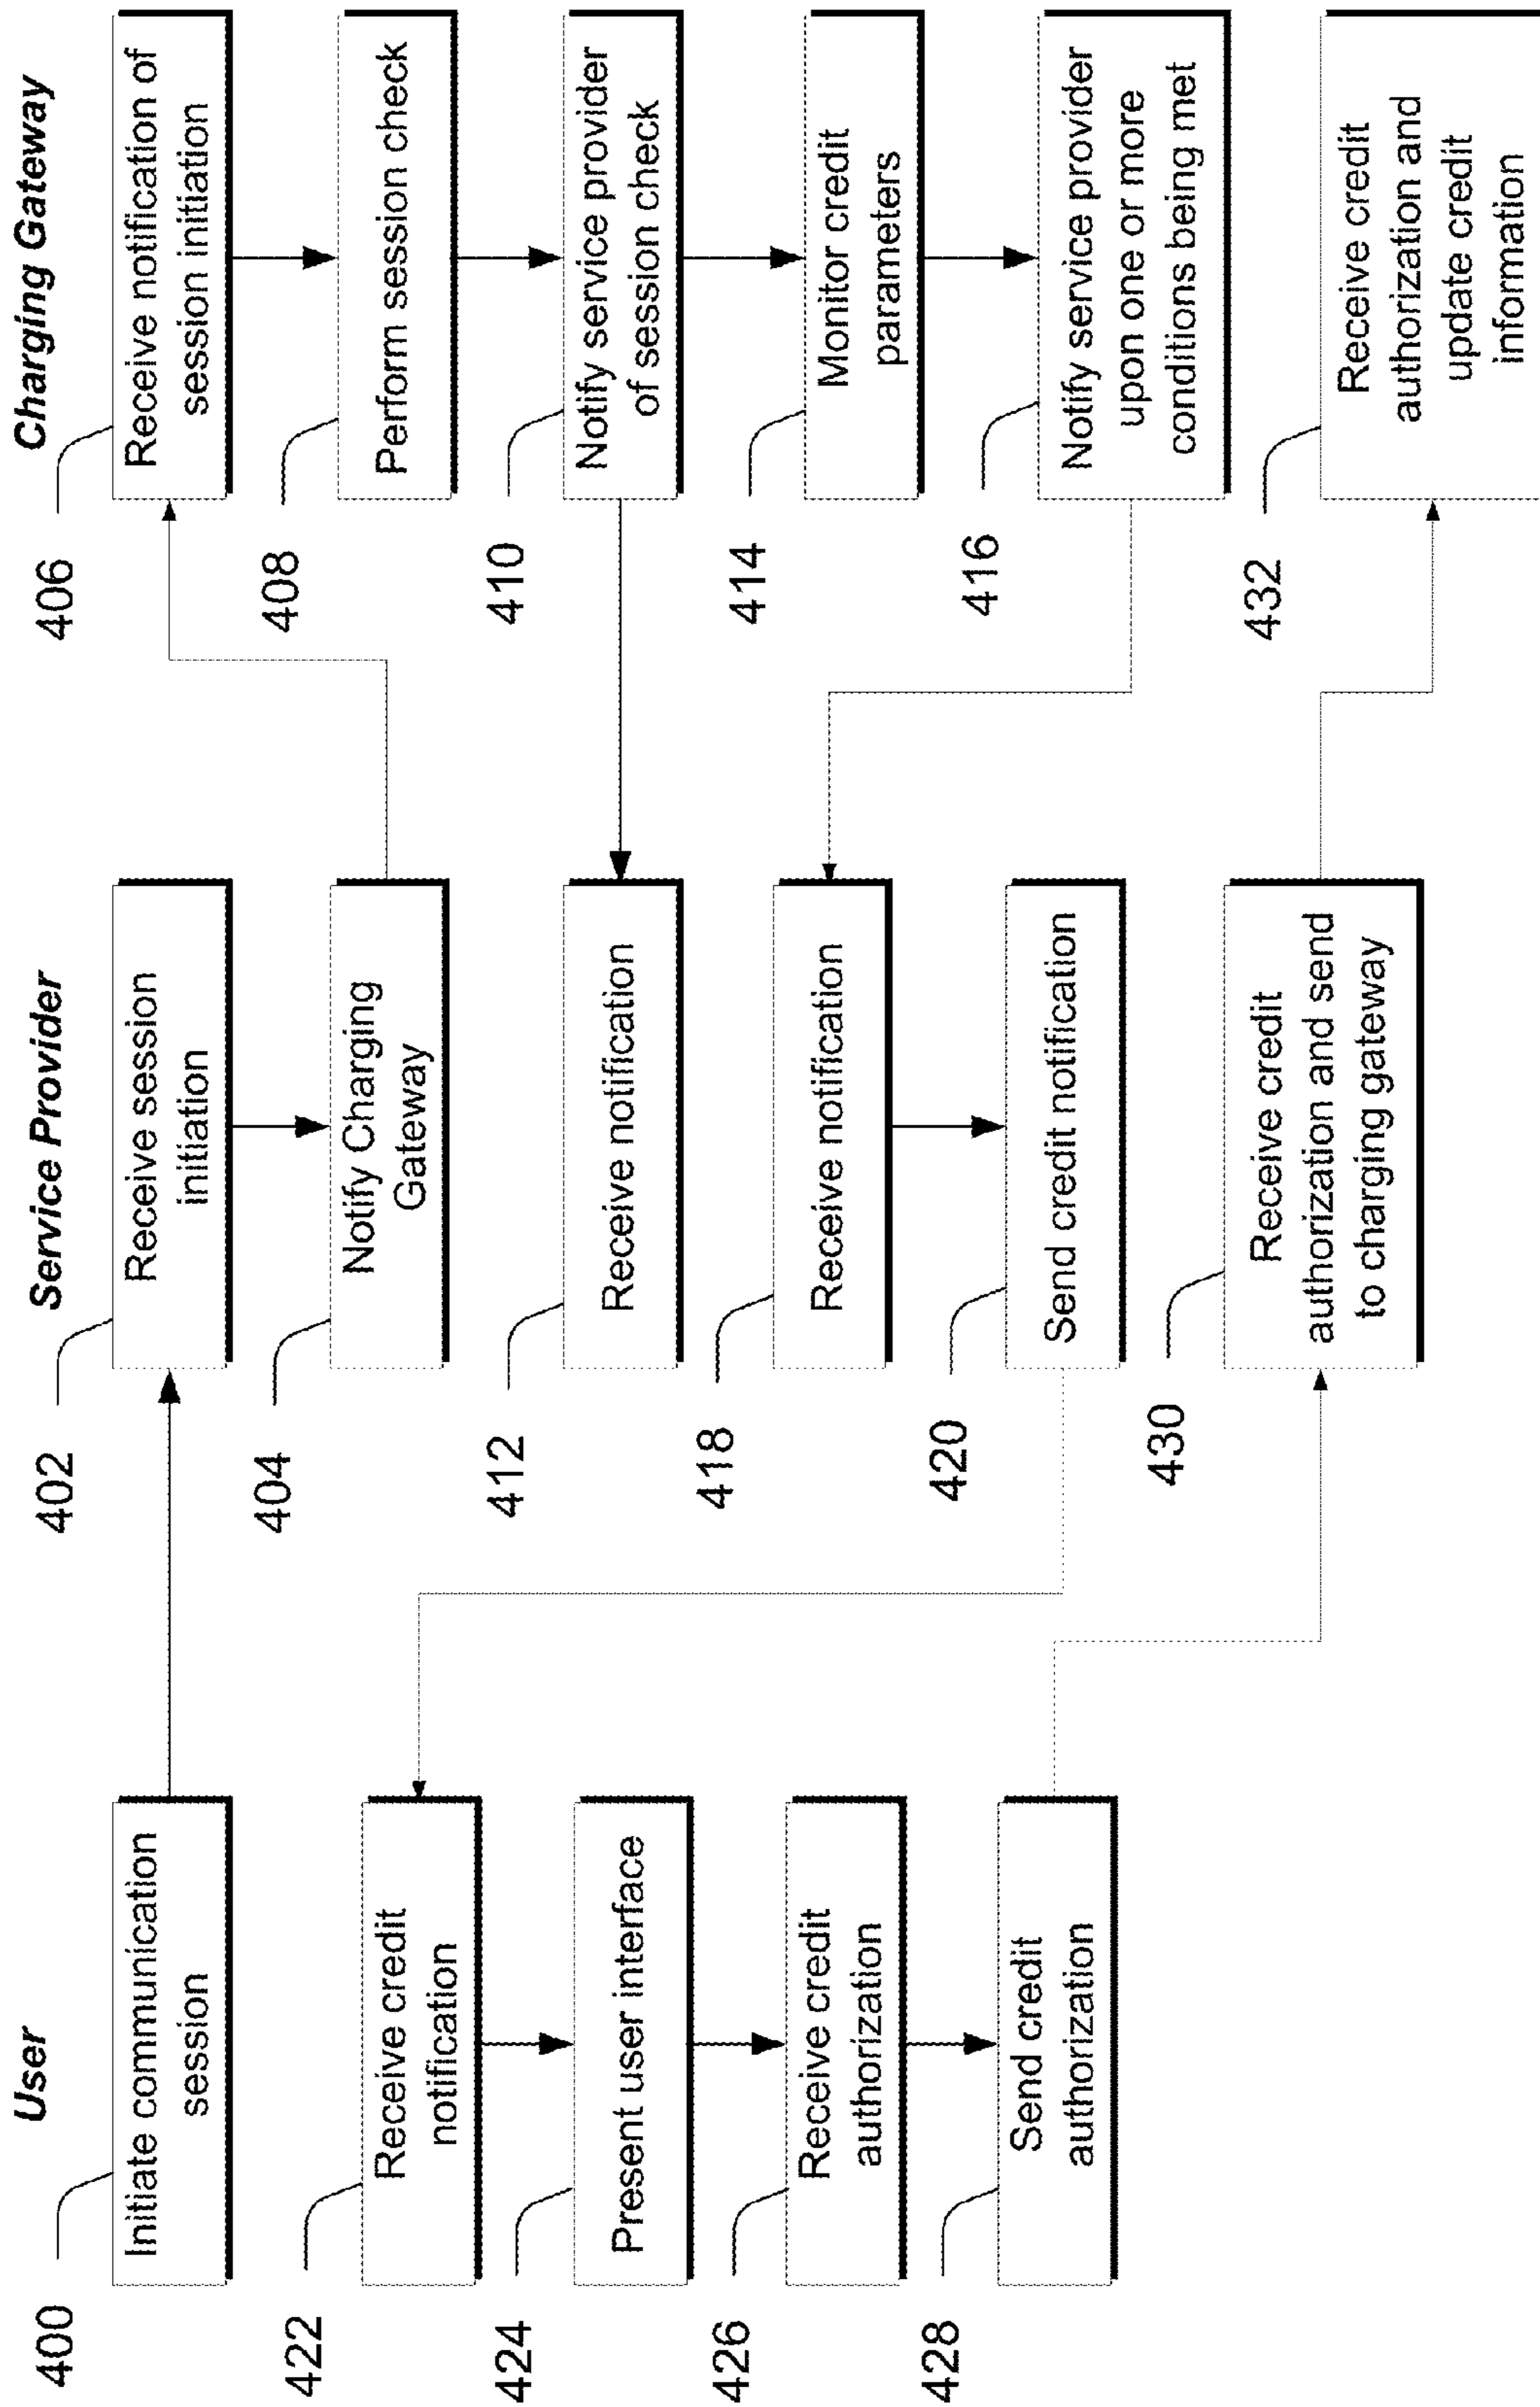 User
400
Initiate communication
session
422
Receive credit
notification
424
Present user interface
426
Receive credit
authorization
428
Send credit
authorization
Service Provider
402
Receive session
initiation
404
Notify Charging
Gateway
412
Receive notification
418
Receive notification
420
Send credit notification
430
Receive credit
authorization and send
to charging gateway
Charging Gateway
406
Receive notification of
session initiation
408
Perform session check
410
Notify service provider
of session check
414
Monitor credit
parameters
416
Notify service provider
upon one or more
conditions being met
432
Receive credit
authorization and
update credit
information